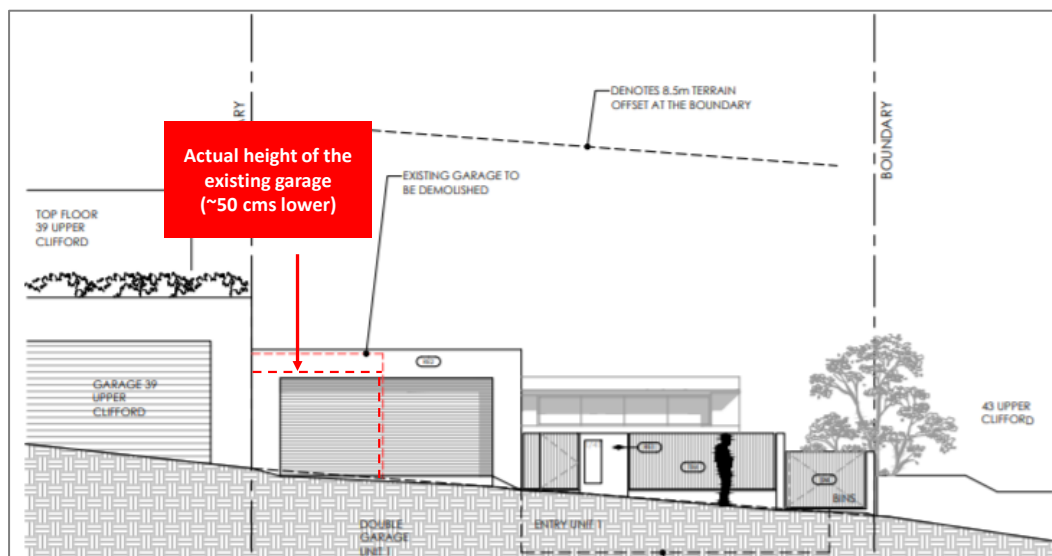 DENOTES 8.5m TERRAIN
OFFSET AT THE BOUNDARY
BOUNDARY
Actual height of the
existing garage
(~50 cms lower)
EXISTING GARAGE TO
BE DEMOLISHED
TOP FLOOR
39 UPPER
CLIFFORD
GARAGE 39
UPPER
CLIFFORD
43 UPPER
CLIFFORD
BINS
DOUBLE
GARAGE
UNIT 1
ENTRY UNIT 1